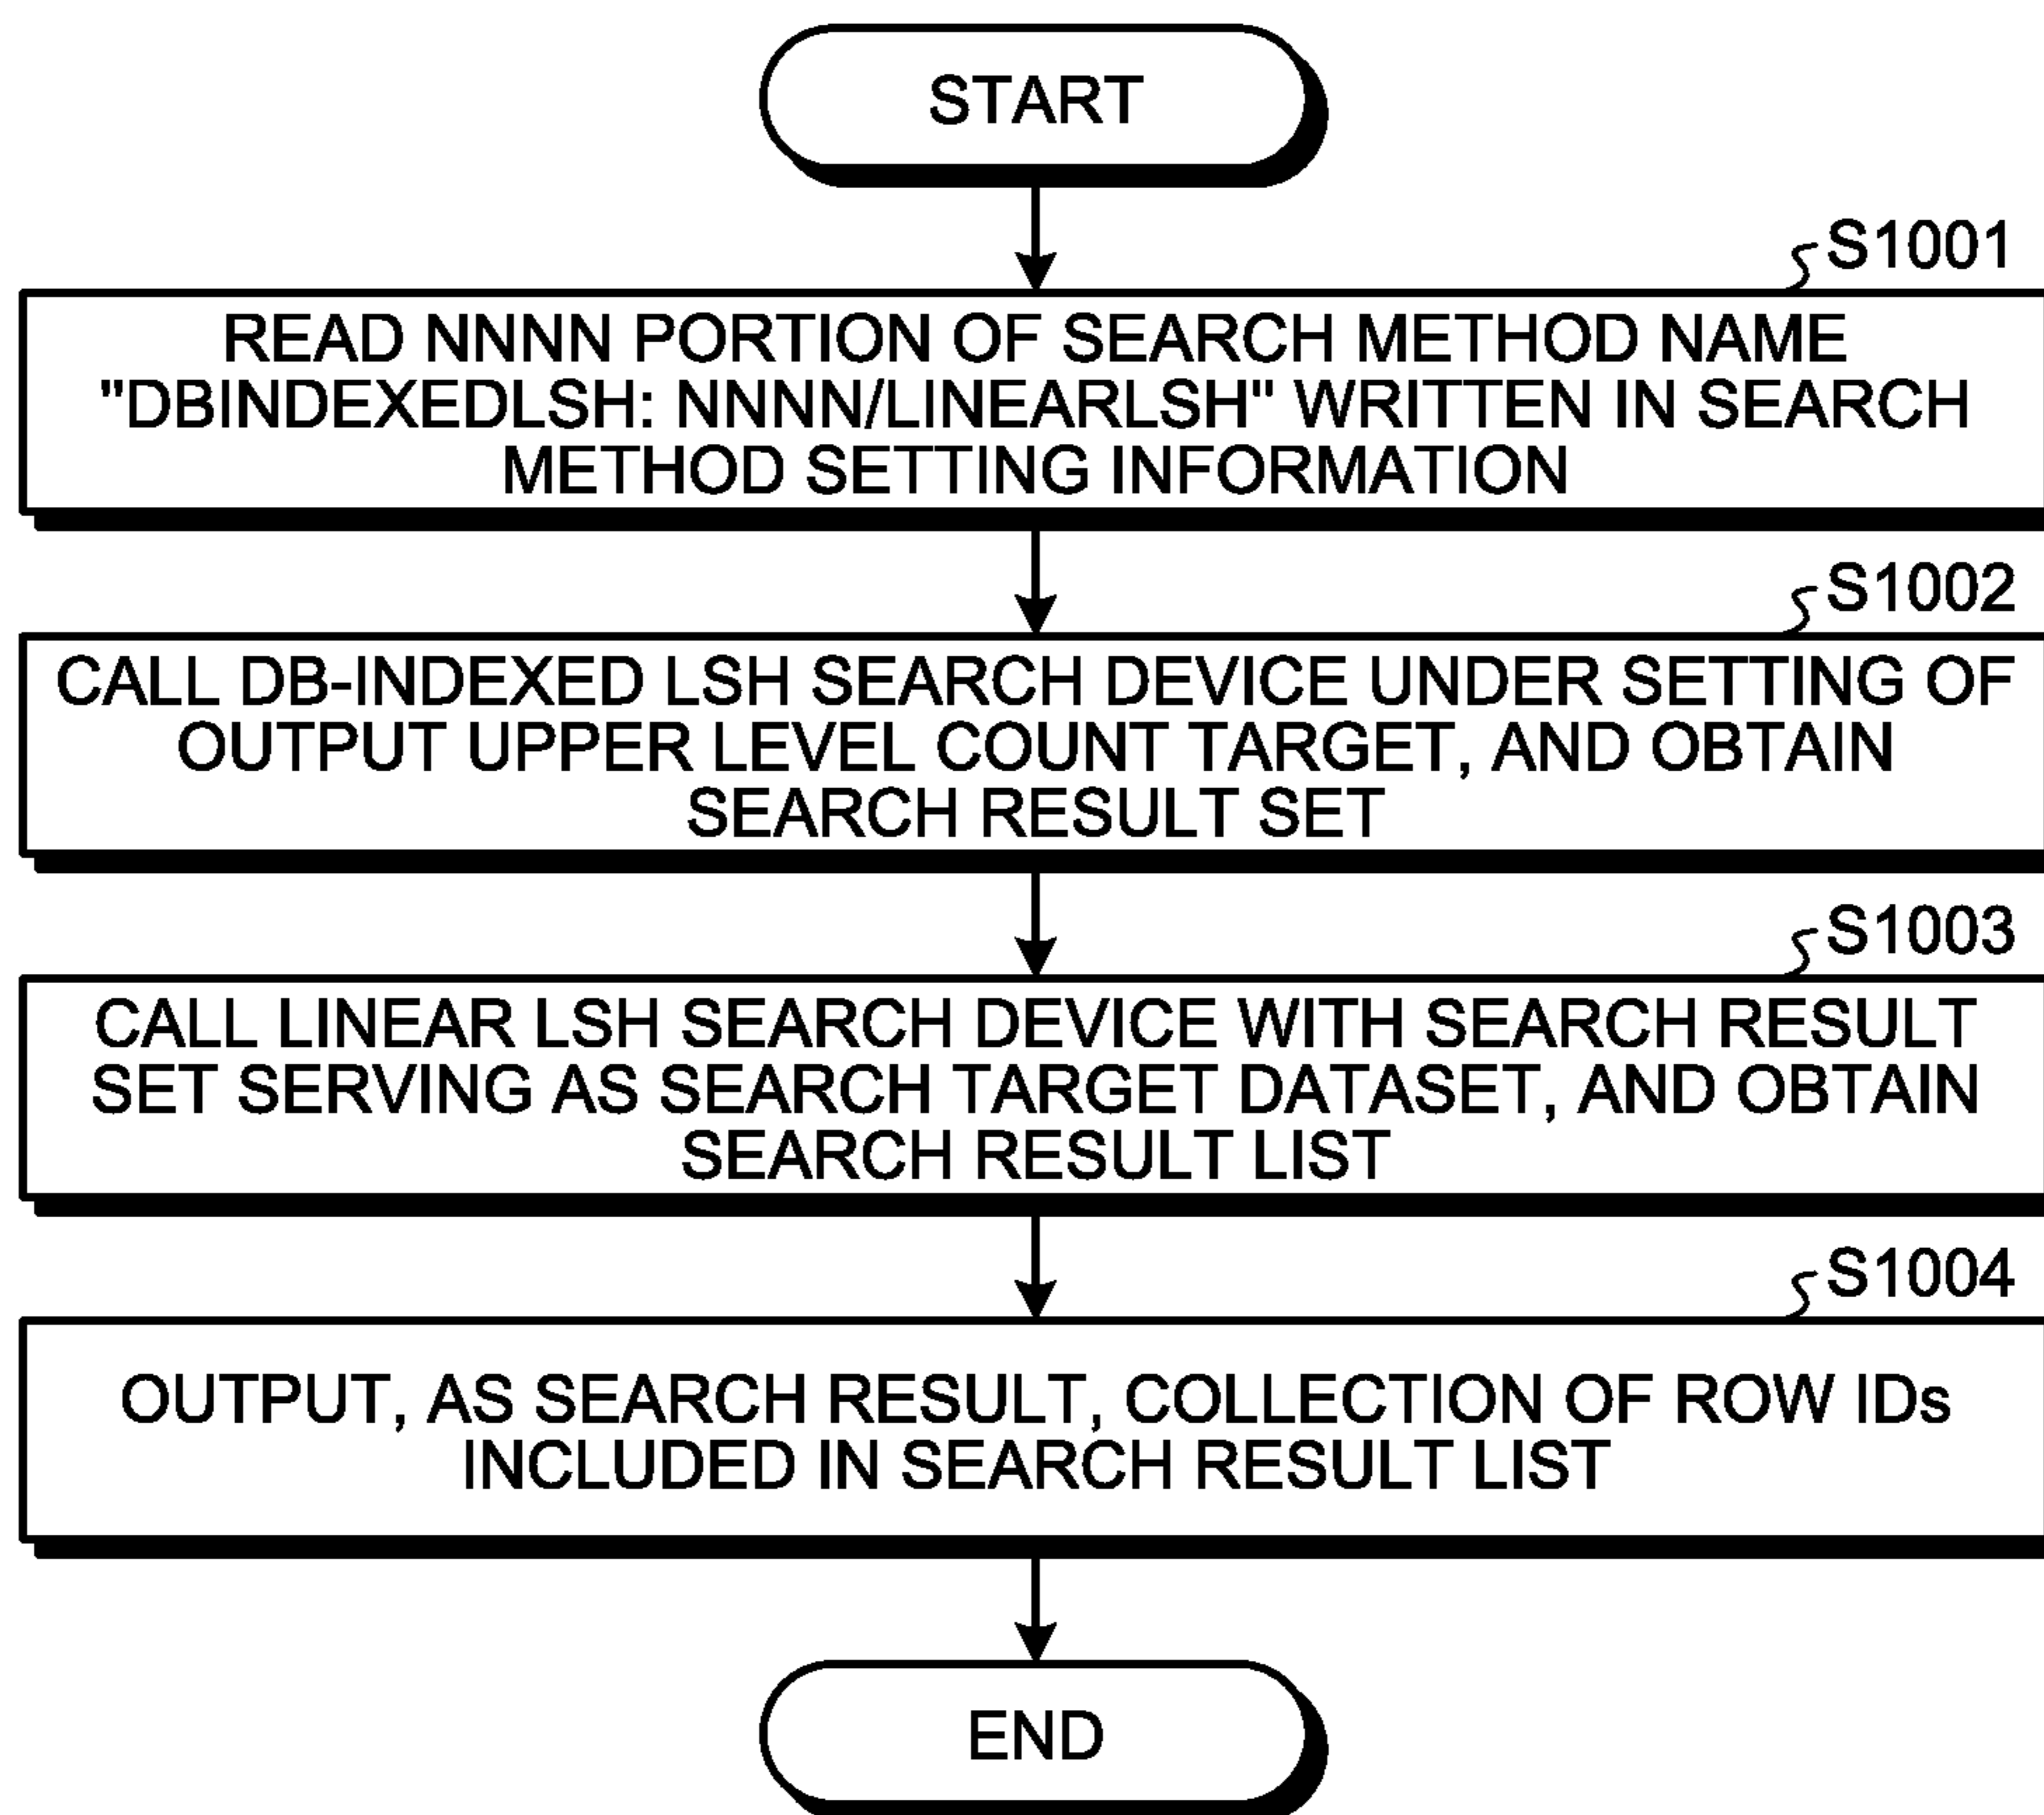 START
S1001
READ NNNN PORTION OF SEARCH METHOD NAME
"DBINDEXEDLSH: NNNN/LINEARLSH" WRITTEN IN SEARCH
METHOD SETTING INFORMATION
S1002
CALL DB-INDEXED LSH SEARCH DEVICE UNDER SETTING OF
OUTPUT UPPER LEVEL COUNT TARGET, AND OBTAIN
SEARCH RESULT SET
S1003
CALL LINEAR LSH SEARCH DEVICE WITH SEARCH RESULT
SET SERVING AS SEARCH TARGET DATASET, AND OBTAIN
SEARCH RESULT LIST
S1004
OUTPUT, AS SEARCH RESULT, COLLECTION OF ROW IDs
INCLUDED IN SEARCH RESULT LIST
END